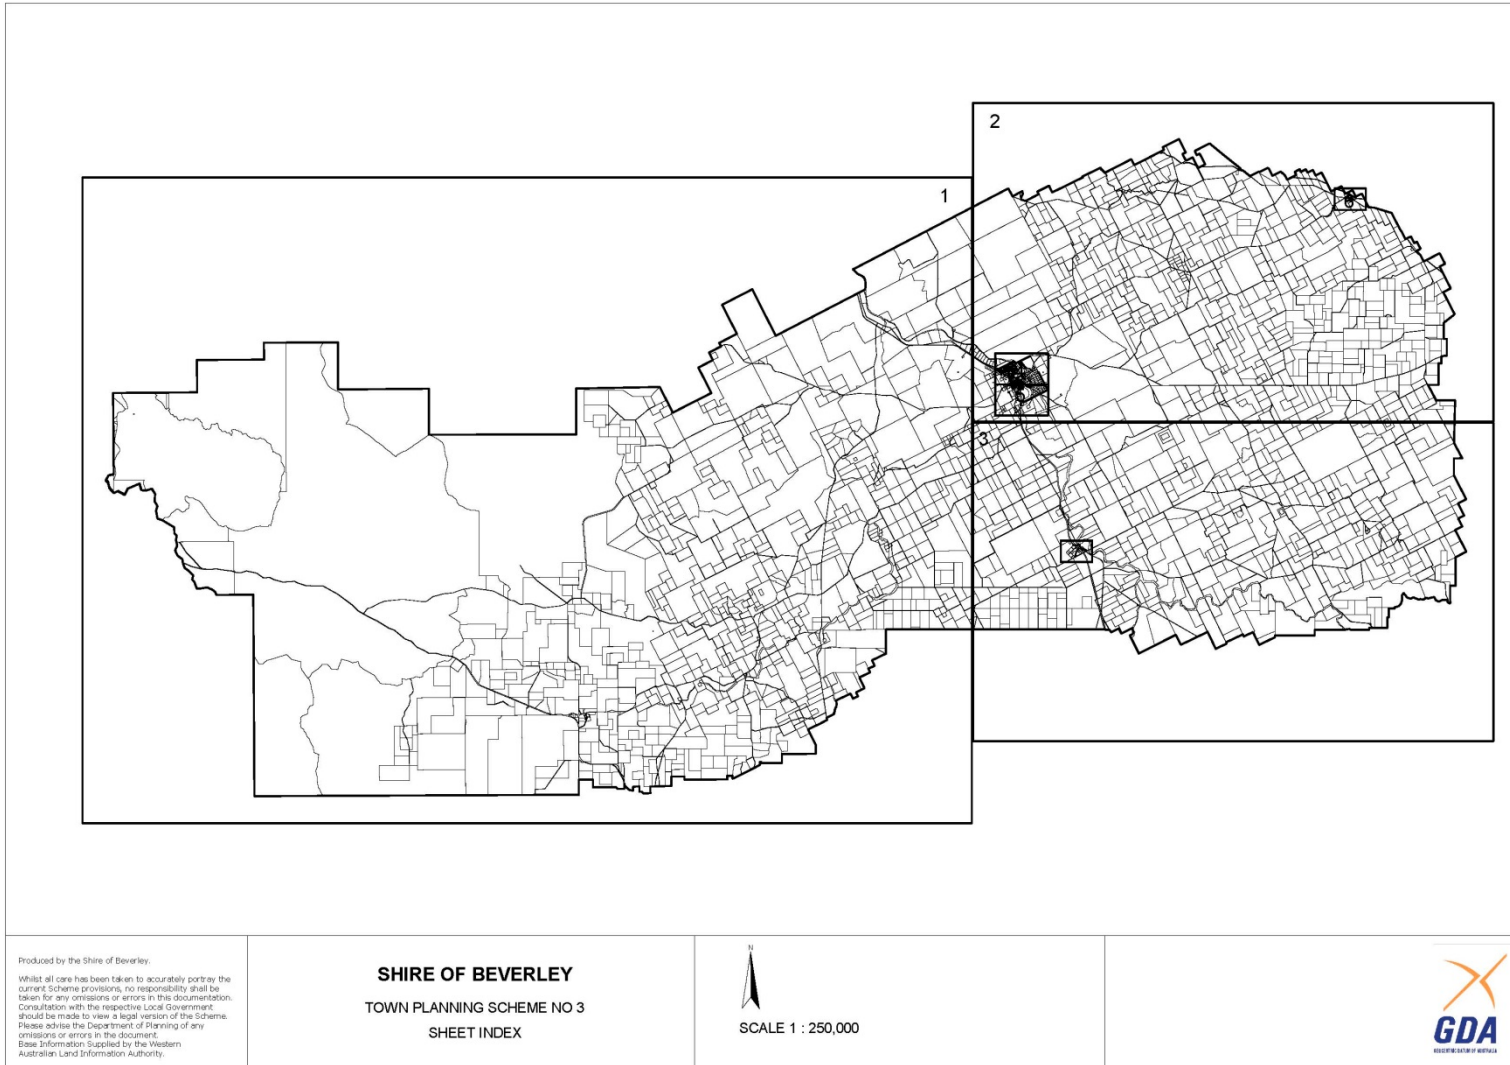 2
1
3
Produced by the Shire of Beverley.
Whilst all care has been taken to accurately portray the
current Scheme provisions, no responsibility shall be
taken for any omissions or errors in this documentation.
Consultation with the respective Local Government
should be made to view a legal version of the Scheme.
Please advise the Department of Planning of any
omissions or errors in the document.
Base Information Supplied by the Western
Australian Land Information Authority.
SHIRE OF BEVERLEY
TOWN PLANNING SCHEME NO 3
SHEET INDEX
N
SCALE 1 : 250,000
GDA
GEOCENTRIC DATUM OF AUSTRALIA